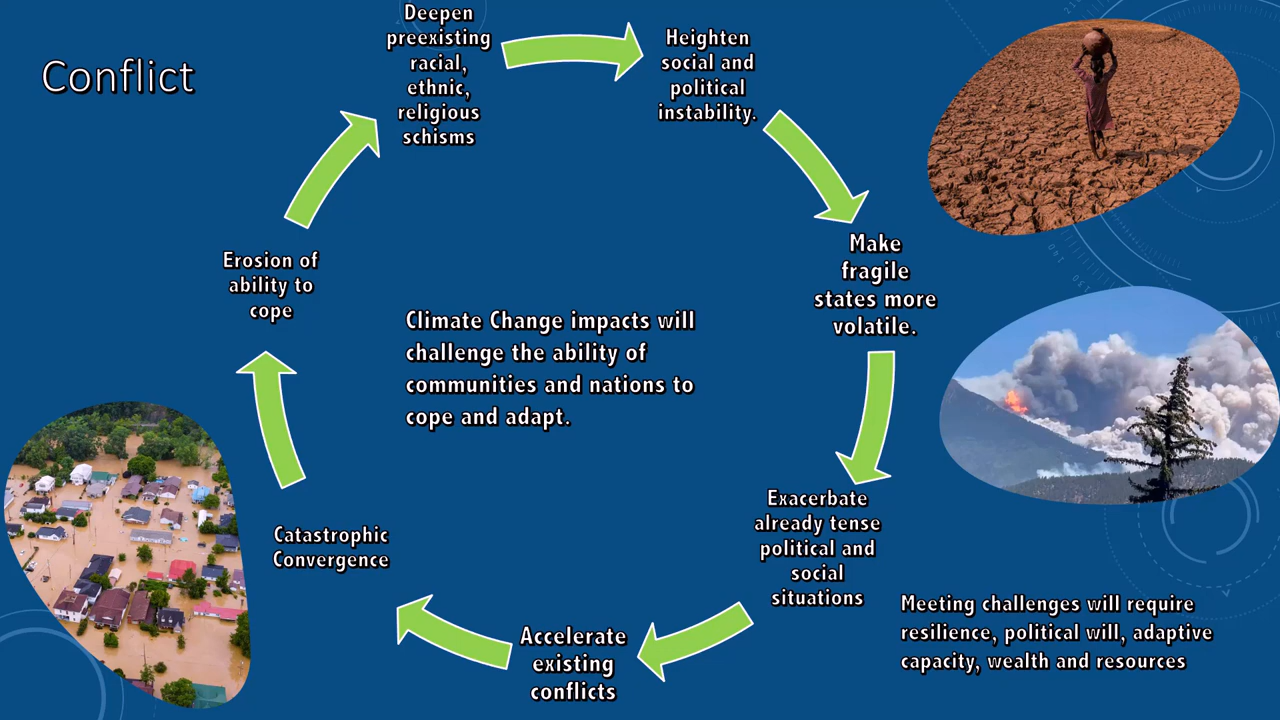 Conflict
Deepen
preexisting
racial,
ethnic,
religious
schisms
Heighten
social and
political
instability.
Make
fragile
states more
volatile.
Exacerbate
already tense
political and
social
situations
Accelerate
existing
conflicts
Catastrophic
Convergence
Erosion of
ability to
cope
Climate Change impacts will
challenge the ability of
communities and nations to
cope and adapt.
Meeting challenges will require
resilience, political will, adaptive
capacity, wealth and resources